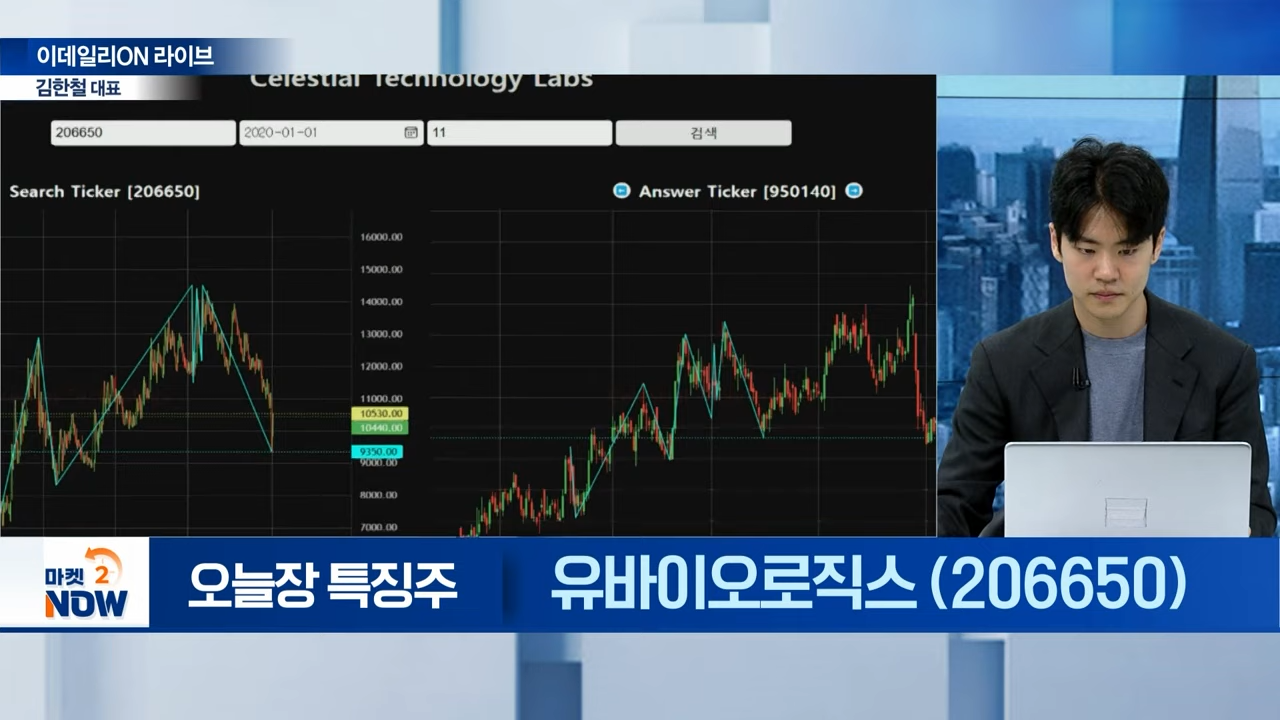 이데일리ON 라이브
김한철 대표
Celestial Technology Labs
206650
2020-01-01
11
검색
Search Ticker [206650]
Answer Ticker [950140]
16000.00
15000.00
14000.00
13000.00
12000.00
11000.00
10530.00
10440.00
9350.00
9000.00
8000.00
7000.00
마켓 2
NOW
오늘장 특징주
유바이오로직스 (206650)